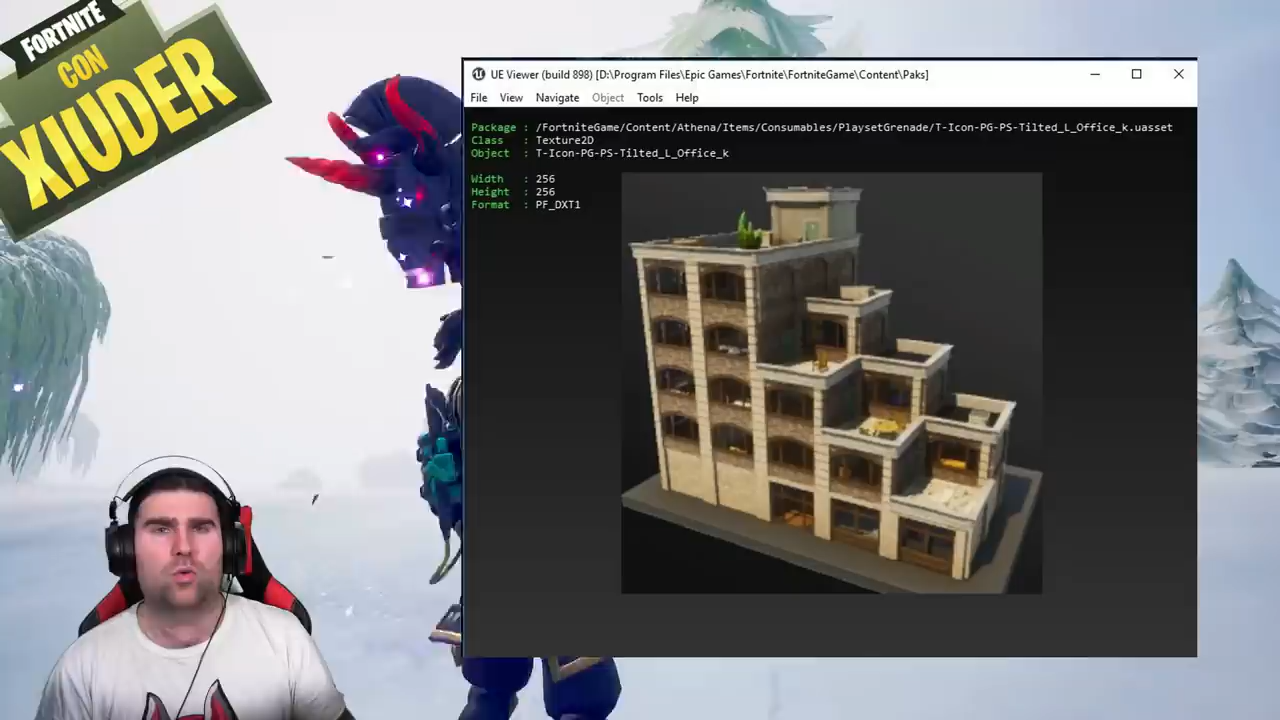 FORTNITE
CON
XIUDER
UE Viewer (build 898) [D:\Program Files\Epic Games\Fortnite\FortniteGame\Content\Paks]
File View Navigate Object Tools Help
Package : /FortniteGame/Content/Athena/Items/Consumables/PlaysetGrenade/T-Icon-PG-PS-Tilted_L_Office_k.uasset
Class : Texture2D
Object : T-Icon-PG-PS-Tilted_L_Office_k
Width : 256
Height : 256
Format : PF_DXT1